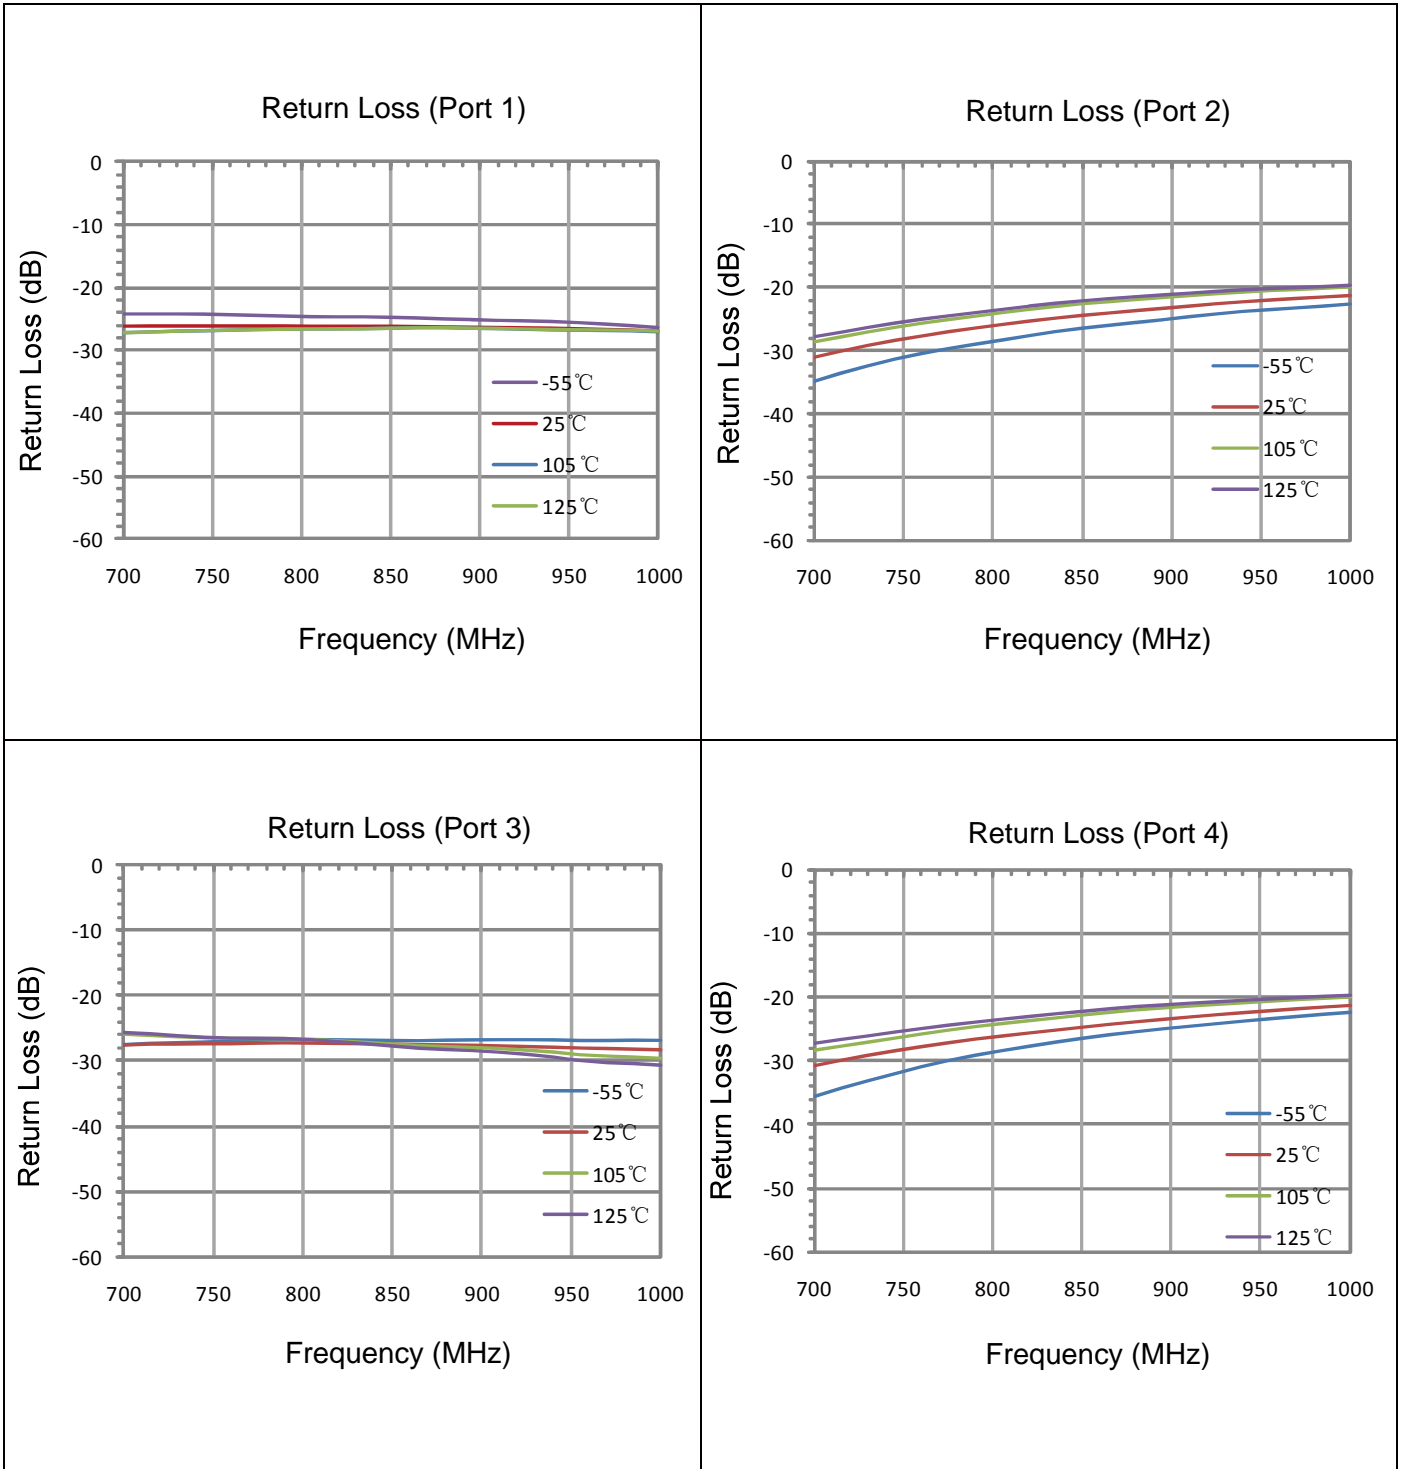 Return Loss (Port 1)
Return Loss (dB)
0
-10
-20
-30
-40
-50
-60
-55℃
25℃
105℃
125℃
700 750 800 850 900 950 1000
Frequency (MHz)
Return Loss (Port 2)
Return Loss (dB)
0
-10
-20
-30
-40
-50
-60
-55℃
25℃
105℃
125℃
700 750 800 850 900 950 1000
Frequency (MHz)
Return Loss (Port 3)
Return Loss (dB)
0
-10
-20
-30
-40
-50
-60
-55℃
25℃
105℃
125℃
700 750 800 850 900 950 1000
Frequency (MHz)
Return Loss (Port 4)
Return Loss (dB)
0
-10
-20
-30
-40
-50
-60
-55℃
25℃
105℃
125℃
700 750 800 850 900 950 1000
Frequency (MHz)